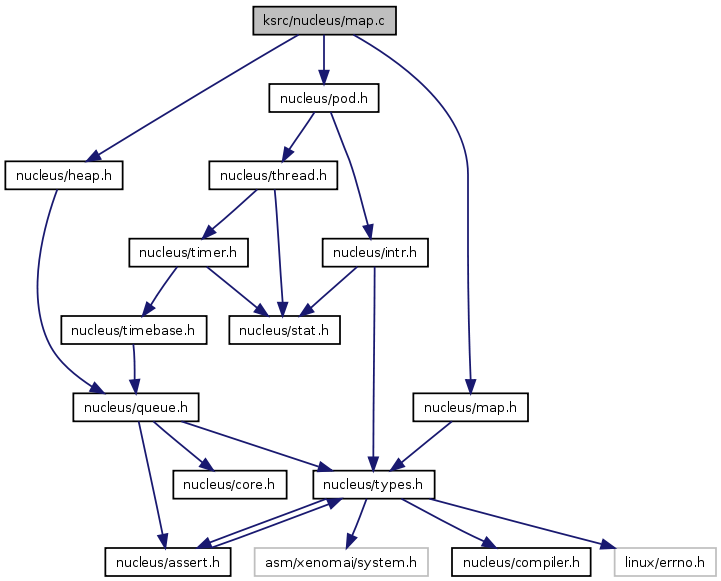 ksrc/nucleus/map.c
nucleus/pod.h
nucleus/heap.h
nucleus/thread.h
nucleus/timer.h
nucleus/intr.h
nucleus/timebase.h
nucleus/stat.h
nucleus/queue.h
nucleus/map.h
nucleus/core.h
nucleus/types.h
nucleus/assert.h
asm/xenomai/system.h
nucleus/compiler.h
linux/errno.h